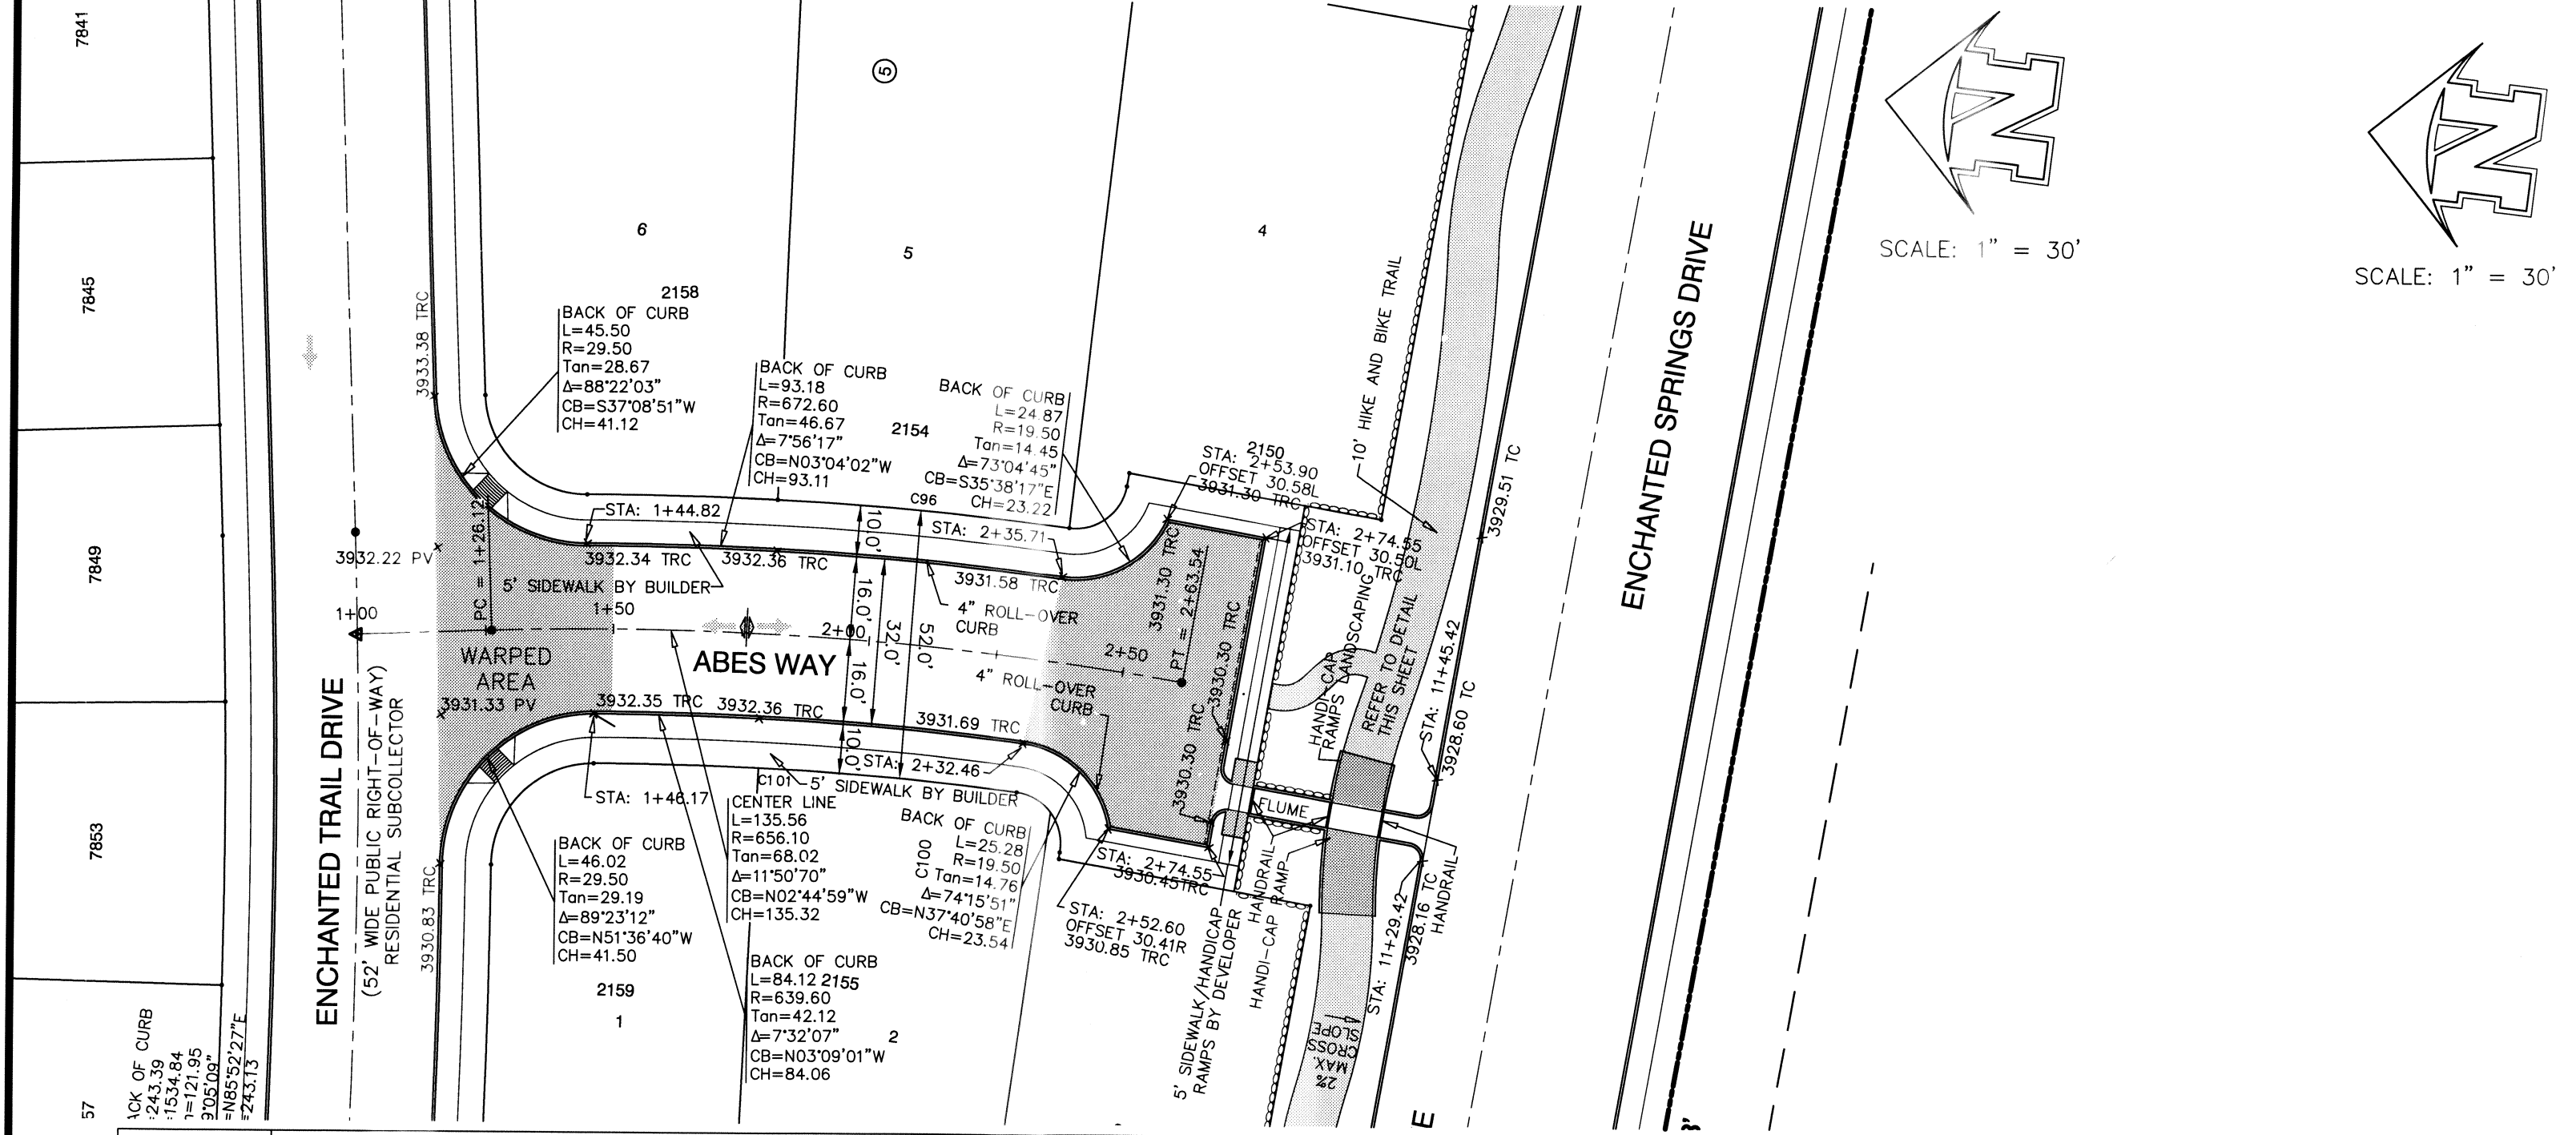 7841
7845
7849
7853
57
ACK OF CURB
=243.39
=1534.84
n=121.95
9°05'09"
=N85°52'27"E
=243.13
ENCHANTED TRAIL DRIVE
(52' WIDE PUBLIC RIGHT-OF-WAY)
RESIDENTIAL SUBCOLLECTOR
3933.38 TRC
3932.22 PV
1+00
3931.33 PV
3930.83 TRC
PC = 1+26.12
WARPED
AREA
5
6
5
4
2158
BACK OF CURB
L=45.50
R=29.50
Tan=28.67
Δ=88°22'03"
CB=S37°08'51"W
CH=41.12
BACK OF CURB
L=93.18
R=672.60
Tan=46.67
Δ=7°56'17"
CB=N03°04'02"W
CH=93.11
2154
BACK OF CURB
L=24.87
R=19.50
Tan=14.45
Δ=73°04'45"
CB=S35°38'17"E
CH=23.22
2150
STA: 2+53.90
OFFSET 30.58L
3931.30 TRC
STA: 2+74.55
OFFSET 30.50L
3931.10 TRC
STA: 1+44.82
3932.34 TRC
3932.36 TRC
5' SIDEWALK BY BUILDER
1+50
C96
10.0'
STA: 2+35.71
3931.58 TRC
4" ROLL-OVER
CURB
16.0'
32.0'
52.0'
2+00
ABES WAY
16.0'
4" ROLL-OVER
CURB
2+50
PT = 2+63.54
3931.30 TRC
3930.30 TRC
3930.30 TRC
3932.35 TRC
3932.36 TRC
3931.69 TRC
10.0'
STA: 2+32.46
C101
5' SIDEWALK BY BUILDER
STA: 1+46.17
CENTER LINE
L=135.56
R=656.10
Tan=68.02
Δ=11°50'70"
CB=N02°44'59"W
CH=135.32
BACK OF CURB
L=25.28
R=19.50
Tan=14.76
Δ=74°15'51"
CB=N37°40'58"E
CH=23.54
C100
BACK OF CURB
L=46.02
R=29.50
Tan=29.19
Δ=89°23'12"
CB=N51°36'40"W
CH=41.50
2159
1
BACK OF CURB
L=84.12
R=639.60
Tan=42.12
Δ=7°32'07"
CB=N03°09'01"W
CH=84.06
2155
2
STA: 2+74.55
3930.45TRC
STA: 2+52.60
OFFSET 30.41R
3930.85 TRC
5' SIDEWALK/HANDICAP
RAMPS BY DEVELOPER
HANDRAIL
HANDI-CAP RAMP
FLUME
HANDI-CAP
RAMPS
LANDSCAPING
REFER TO DETAIL
THIS SHEET
10' HIKE AND BIKE TRAIL
3929.51 TC
STA: 11+45.42
3928.60 TC
STA: 11+29.42
3928.16 TC
HANDRAIL
2%
MAX.
CROSS
SLOPE
ENCHANTED SPRINGS DRIVE
E
N
SCALE: 1" = 30'
N
SCALE: 1" = 30'